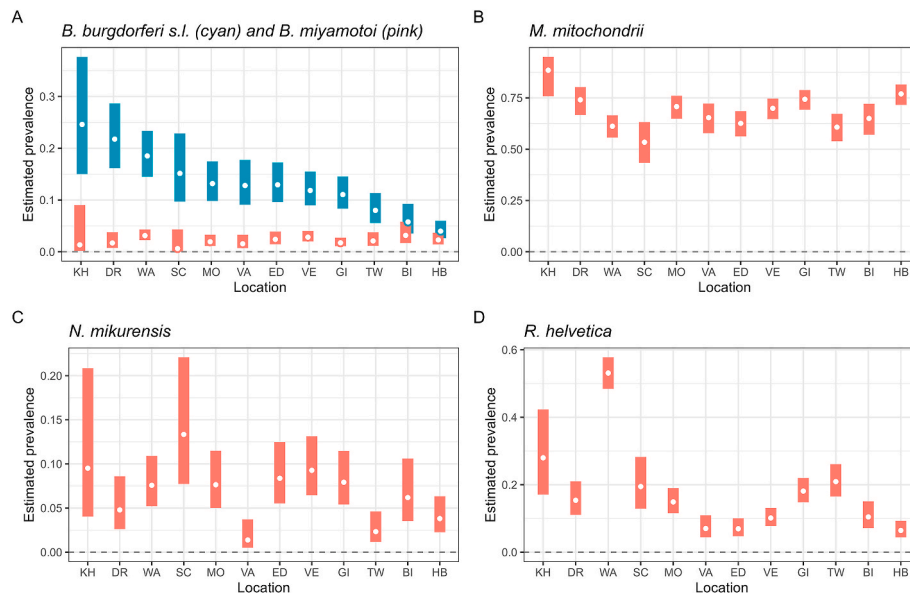 A
B. burgdorferi s.l. (cyan) and B. miyamotoi (pink)
Estimated prevalence
0.3
0.2
0.1
0.0
KH DR WA SC MO VA ED VE GI TW BI HB
Location
B
M. mitochondrii
Estimated prevalence
0.75
0.50
0.25
0.00
KH DR WA SC MO VA ED VE GI TW BI HB
Location
C
N. mikurensis
Estimated prevalence
0.20
0.15
0.10
0.05
0.00
KH DR WA SC MO VA ED VE GI TW BI HB
Location
D
R. helvetica
Estimated prevalence
0.6
0.4
0.2
0.0
KH DR WA SC MO VA ED VE GI TW BI HB
Location